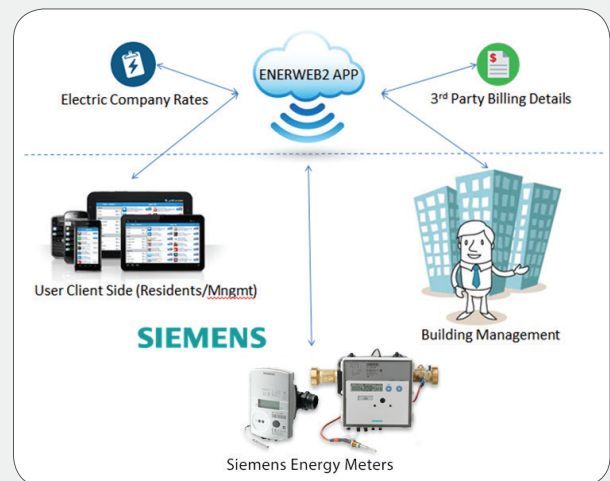 ENERWEB2 APP
Electric Company Rates
$
3rd Party Billing Details
User Client Side (Residents/Mngmt)
Building Management
SIEMENS
Siemens Energy Meters